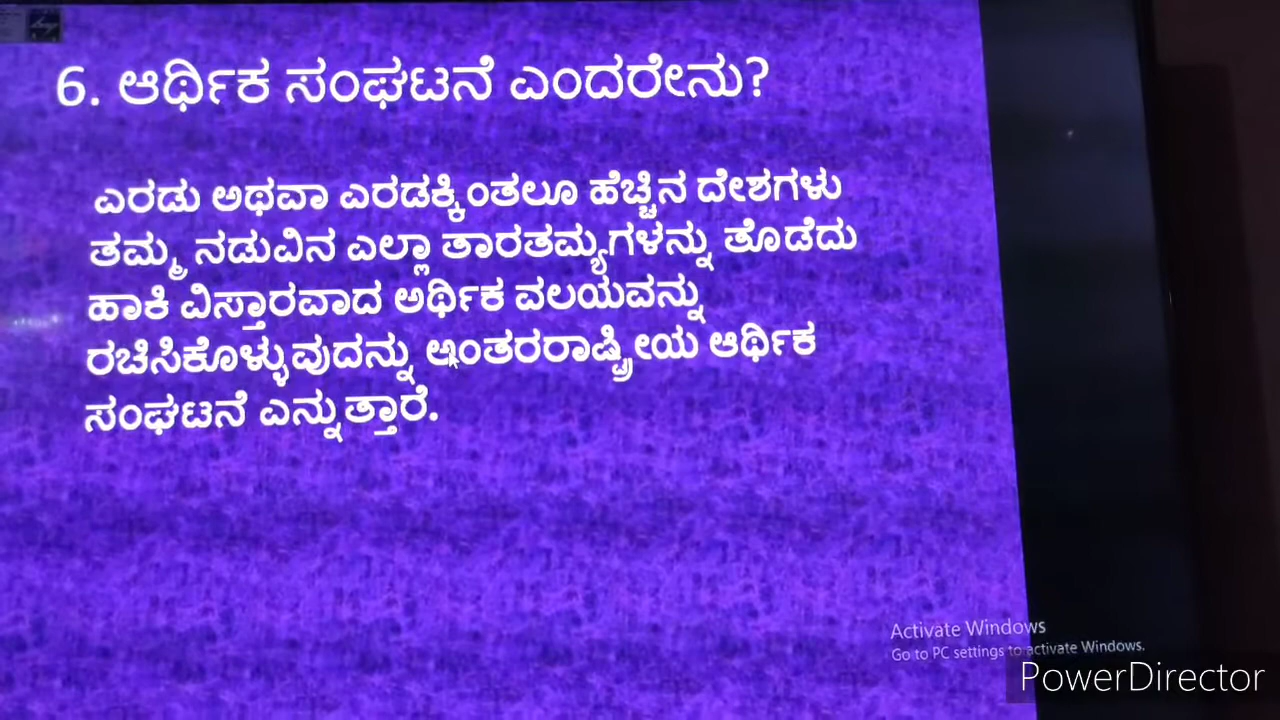 6. ಆರ್ಥಿಕ ಸಂಘಟನೆ ಎಂದರೇನು?
ಎರಡು ಅಥವಾ ಎರಡಕ್ಕಿಂತಲೂ ಹೆಚ್ಚಿನ ದೇಶಗಳು
ತಮ್ಮ ನಡುವಿನ ಎಲ್ಲಾ ತಾರತಮ್ಯಗಳನ್ನು ತೊಡೆದು
ಹಾಕಿ ವಿಸ್ತಾರವಾದ ಅರ್ಥಿಕ ವಲಯವನ್ನು
ರಚಿಸಿಕೊಳ್ಳುವುದನ್ನು ಅಂತರರಾಷ್ಟ್ರೀಯ ಆರ್ಥಿಕ
ಸಂಘಟನೆ ಎನ್ನುತ್ತಾರೆ.
Activate Windows
Go to PC settings to activate Windows.
PowerDirector